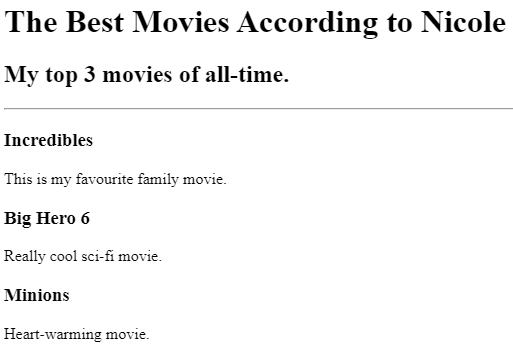 The Best Movies According to Nicole
My top 3 movies of all-time.
Incredibles
This is my favourite family movie.
Big Hero 6
Really cool sci-fi movie.
Minions
Heart-warming movie.